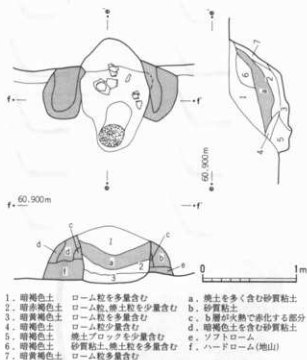 e
7
6
2
1
a
3
5
4
f
f'
e'
60.900m
60.900m
f
f'
c
c
d
d
1
b
a
2
3
e
f
0
1m
1. 暗褐色土 ローム粒を多量含む
2. 暗黄褐色土 ローム粒、焼土粒を少量含む
3. 暗黄褐色土 ローム粒を多量含む
4. 暗褐色土 ローム粒少量含む
5. 暗褐色土 焼土ブロックを少量含む
6. 暗褐色土 砂質粘土、焼土粒を多量含む
7. 暗黄褐色土 ローム粒多量含む
a. 焼土を多く含む砂質粘土
b. 砂質粘土
c. b層が火熱で赤化する部分
d. 暗褐色土を含む砂質粘土
e. ソフトローム
f. ハードローム(地山)